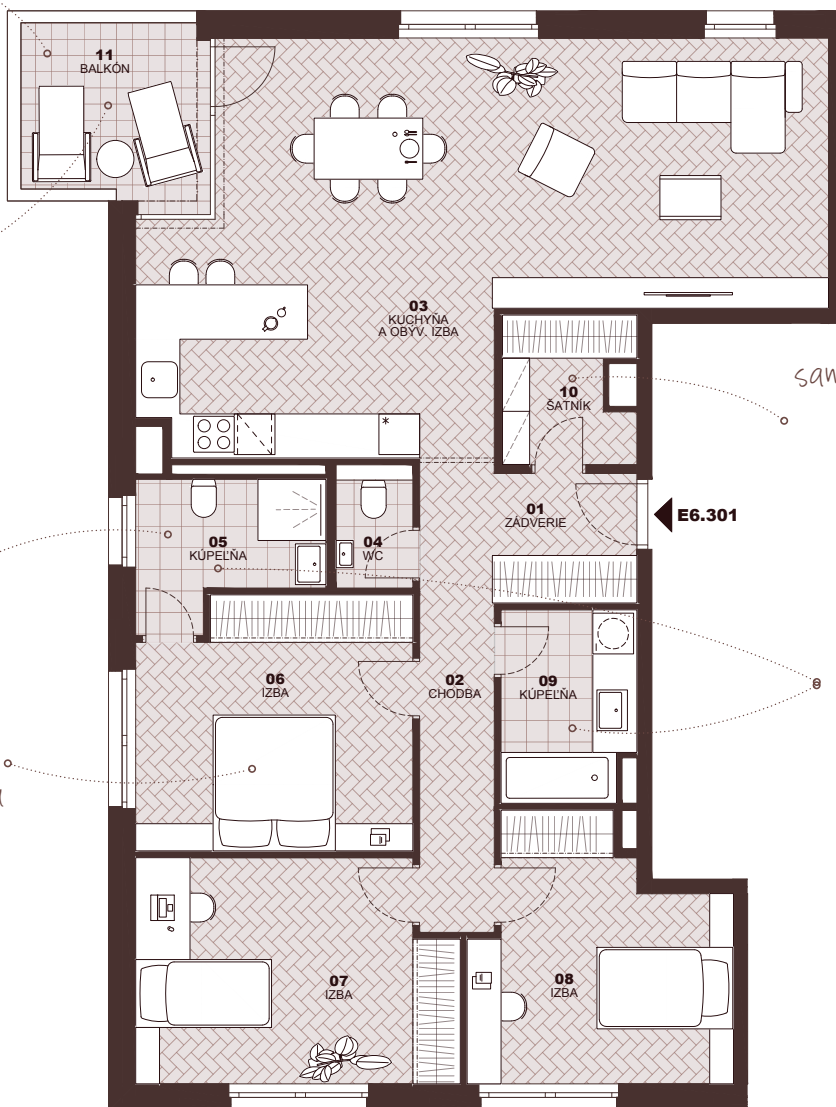 11
BALKÓN
03
KUCHYŇA
A OBÝV. IZBA
10
ŠATNÍK
01
ZÁDVERIE
E6.301
05
KÚPEĽŇA
04
WC
06
IZBA
02
CHODBA
09
KÚPEĽŇA
07
IZBA
08
IZBA